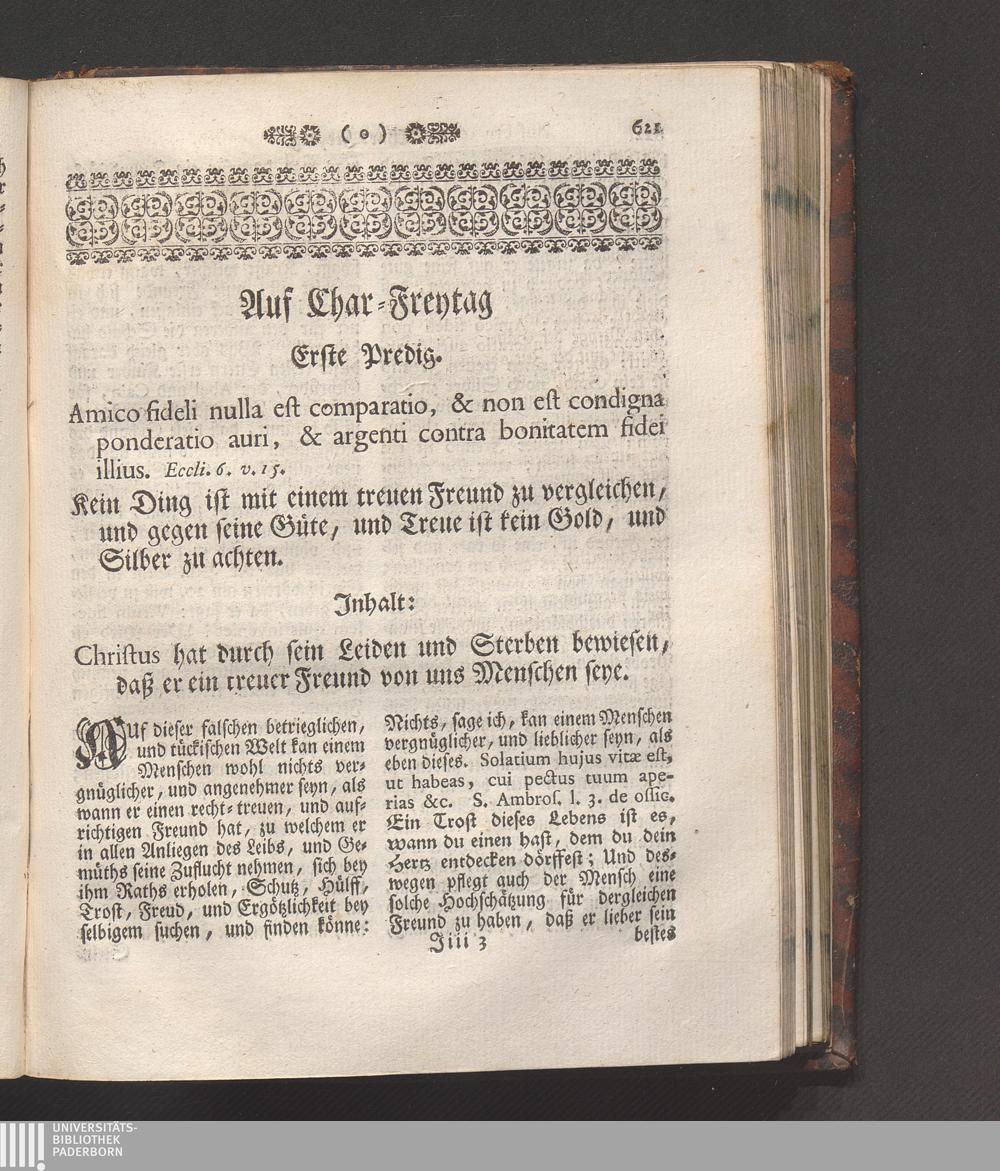 ( o ) 621
Auf Char-Freytag
Erste Predig.
Amico fideli nulla est comparatio, & non est condigna
ponderatio auri, & argenti contra bonitatem fidei
illius. Eccli. 6. v. 15.
Kein Ding ist mit einem treuen Freund zu vergleichen,
und gegen seine Güte, und Treue ist kein Gold, und
Silber zu achten.
Inhalt:
Christus hat durch sein Leiden und Sterben bewiesen,
daß er ein treuer Freund von uns Menschen seye.
AUf dieser falschen betrieglichen,
und tückischen Welt kan einem
Menschen wohl nichts ver-
gnüglicher, und angenehmer seyn, als
wann er einen recht-treuen, und auf-
richtigen Freund hat, zu welchem er
in allen Anliegen des Leibs, und Ge-
müths seine Zuflucht nehmen, sich bey
ihm Raths erholen, Schutz, Hülff,
Trost, Freud, und Ergötzlichkeit bey
selbigem suchen, und finden könne:
Nichts, sage ich, kan einem Menschen
vergnüglicher, und lieblicher seyn, als
eben dieses. Solatium hujus vitæ est,
ut habeas, cui pectus tuum ape-
rias &c. S. Ambros. l. 3. de offic.
Ein Trost dieses Lebens ist es,
wann du einen hast, dem du dein
Hertz entdecken dörffest; Und des-
wegen pflegt auch der Mensch eine
solche Hochschätzung für dergleichen
Freund zu haben, daß er lieber sein
Jiii 3 bestes
UNIVERSITÄTS-
BIBLIOTHEK
PADERBORN